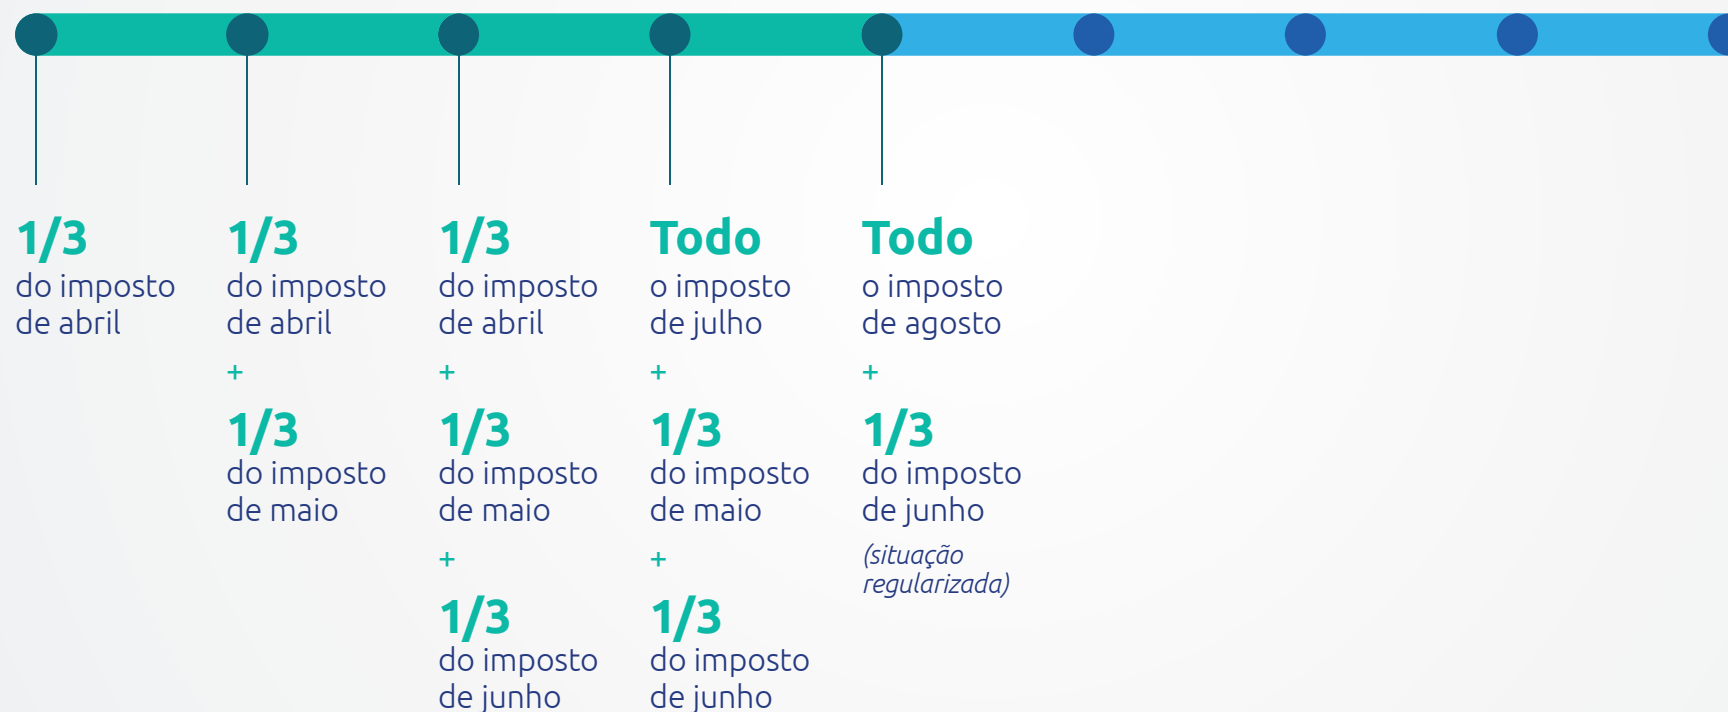 1/3
do imposto
de abril
1/3
do imposto
de abril
+
1/3
do imposto
de maio
1/3
do imposto
de abril
+
1/3
do imposto
de maio
+
1/3
do imposto
de junho
Todo
o imposto
de julho
+
1/3
do imposto
de maio
+
1/3
do imposto
de junho
Todo
o imposto
de agosto
+
1/3
do imposto
de junho
(situação
regularizada)